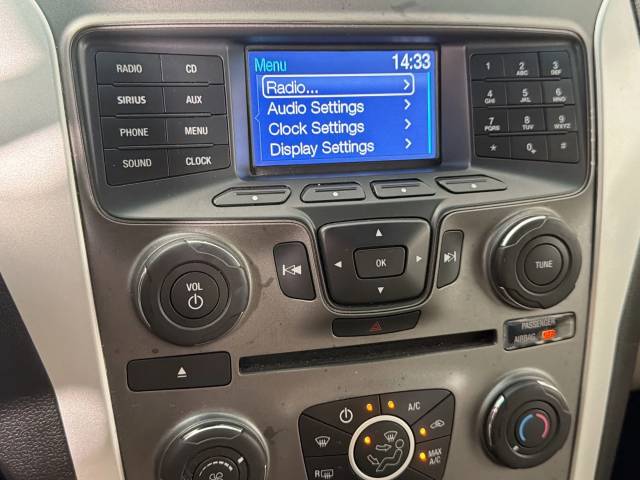 Menu 14:33
Radio...
Audio Settings
Clock Settings
Display Settings
RADIO CD
SIRIUS AUX
PHONE MENU
SOUND CLOCK
1 2 ABC 3 DEF
4 GHI 5 JKL 6 MNO
7 PQRS 8 TUV 9 WXYZ
* 0+ #
VOL
OK
TUNE
PASSENGER
AIRBAG OFF
A/C
R
MAX
A/C